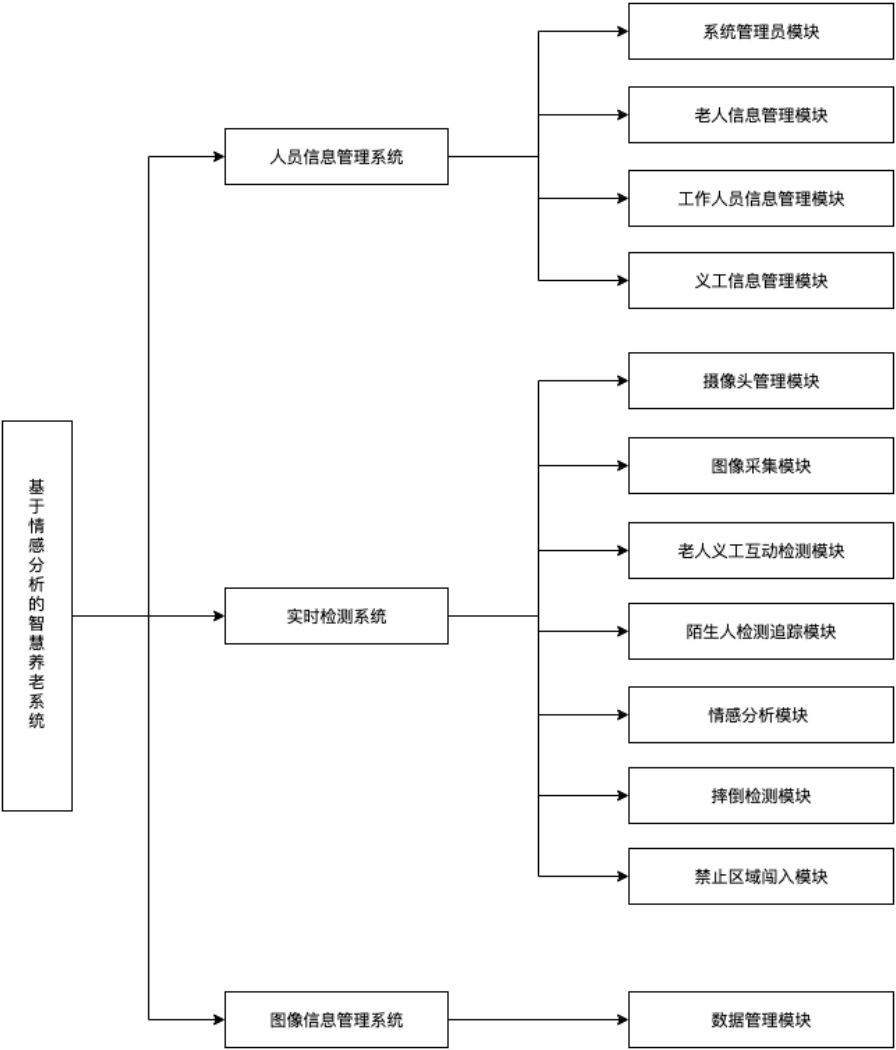 基于情感分析的智慧养老系统
人员信息管理系统
系统管理员模块
老人信息管理模块
工作人员信息管理模块
义工信息管理模块
实时检测系统
摄像头管理模块
图像采集模块
老人义工互动检测模块
陌生人检测追踪模块
情感分析模块
摔倒检测模块
禁止区域闯入模块
图像信息管理系统
数据管理模块